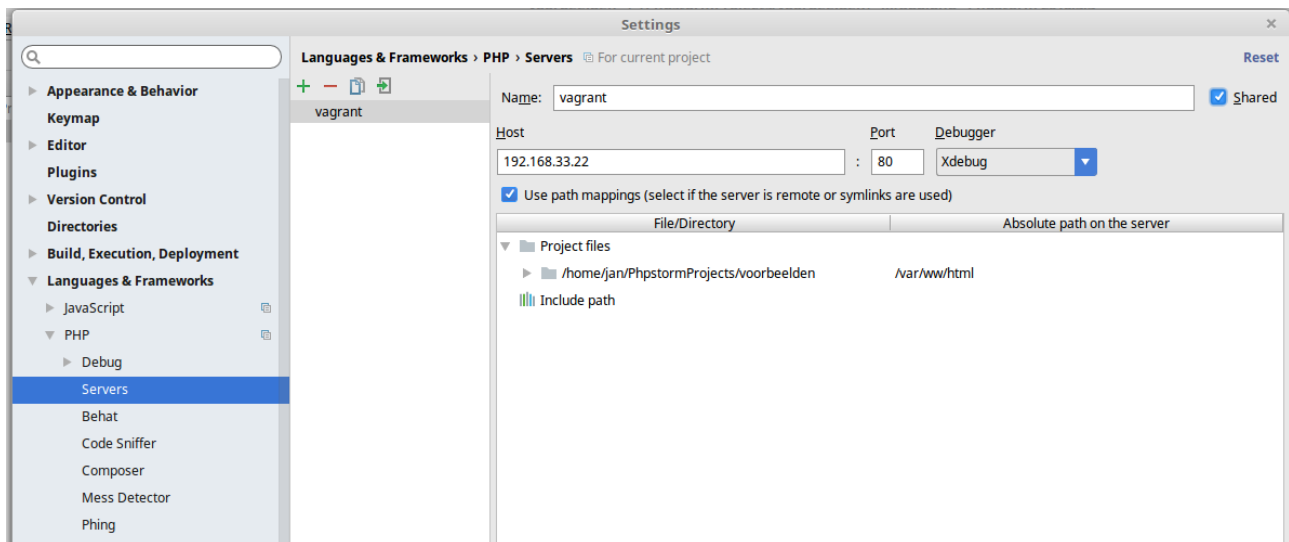 Settings
Languages & Frameworks › PHP › Servers For current project Reset
Appearance & Behavior
Keymap
Editor
Plugins
Version Control
Directories
Build, Execution, Deployment
Languages & Frameworks
JavaScript
PHP
Debug
Servers
Behat
Code Sniffer
Composer
Mess Detector
Phing
vagrant
Name: vagrant Shared
Host Port Debugger
192.168.33.22 : 80 Xdebug
Use path mappings (select if the server is remote or symlinks are used)
File/Directory Absolute path on the server
Project files
/home/jan/PhpstormProjects/voorbeelden /var/ww/html
Include path